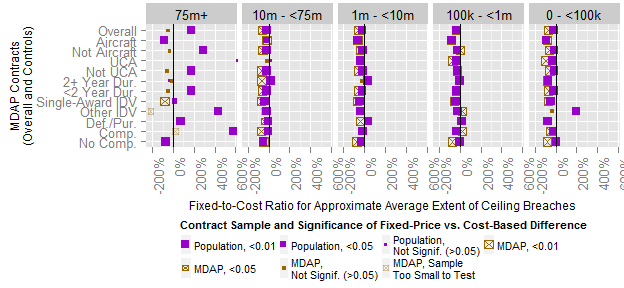 75m+ 10m - <75m 1m - <10m 100k - <1m 0 - <100k
MDAP Contracts
(Overall and Controls)
Overall
Aircraft
Not Aircraft
UCA
Not UCA
2+ Year Dur.
<2 Year Dur.
Single-Award IDV
Other IDV
Def./Pur.
Comp.
No Comp.
-200% 0% 200% 400% 600% -200% 0% 200% 400% 600% -200% 0% 200% 400% 600% -200% 0% 200% 400% 600% -200% 0% 200% 400% 600%
Fixed-to-Cost Ratio for Approximate Average Extent of Ceiling Breaches
Contract Sample and Significance of Fixed-Price vs. Cost-Based Difference
Population, <0.01 Population, <0.05 Population, Not Signif. (>0.05) MDAP, <0.01
MDAP, <0.05 MDAP, Not Signif. (>0.05) MDAP, Sample Too Small to Test